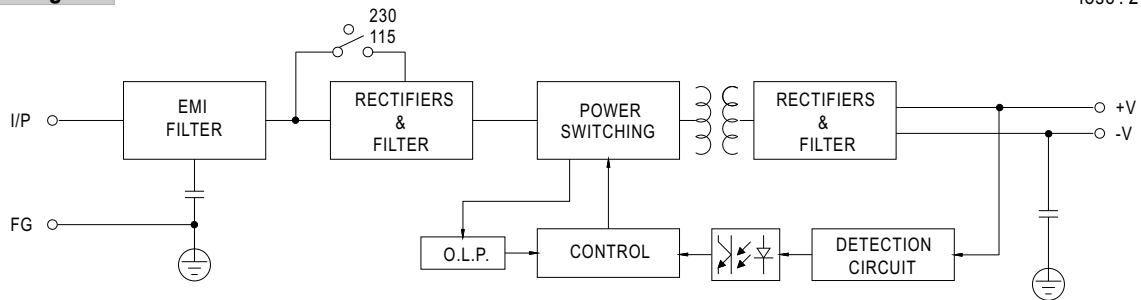 230
115
I/P
EMI
FILTER
RECTIFIERS
&
FILTER
POWER
SWITCHING
RECTIFIERS
&
FILTER
+V
-V
FG
O.L.P.
CONTROL
DETECTION
CIRCUIT